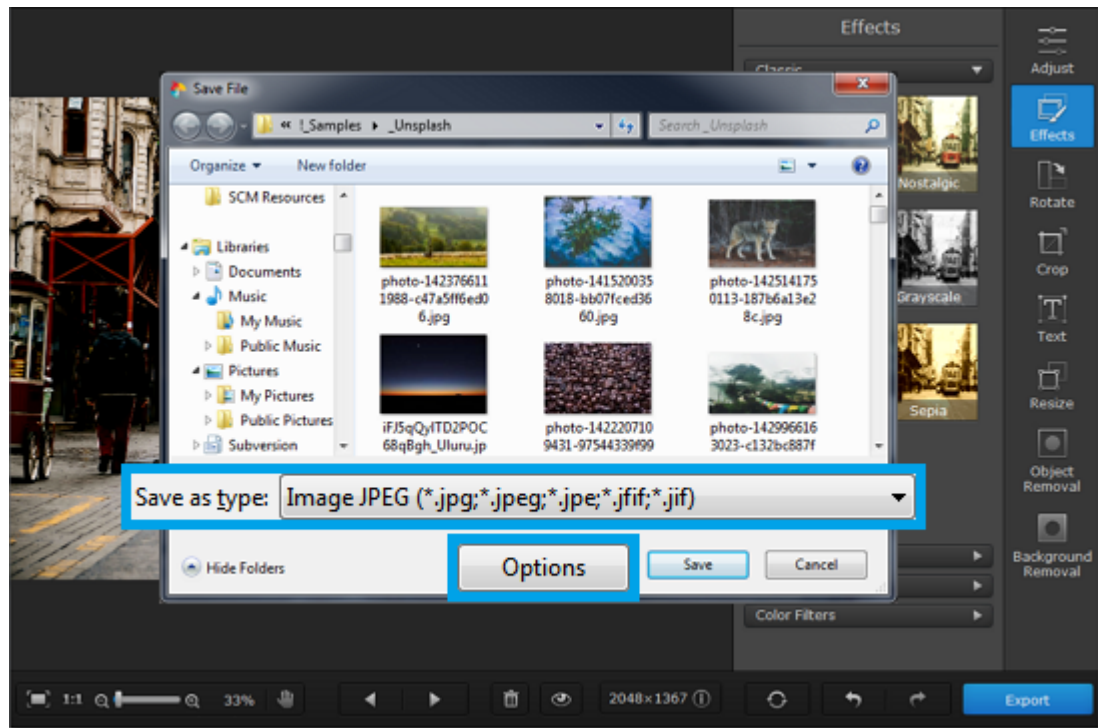 Effects
Classic
Adjust
Save File
« !_Samples ▸ _Unsplash
Search _Unsplash
Effects
Organize
New folder
Nostalgic
SCM Resources
Rotate
Libraries
Documents
Music
My Music
Public Music
Pictures
My Pictures
Public Pictures
Subversion
photo-142376611
1988-c47a5ff6ed0
6.jpg
photo-141520035
8018-bb07fced36
60.jpg
photo-142514175
0113-187b6a13e2
8c.jpg
Grayscale
Crop
Text
iFJ5qQyITD2POC
68qBgh_Uluru.jp
photo-142220710
9431-97544339f99
photo-142996616
3023-c132bc887f
Sepia
Resize
Object
Removal
Save as type: Image JPEG (*.jpg;*.jpeg;*.jpe;*.jfif;*.jif)
Hide Folders
Options
Save
Cancel
Background
Removal
Color Filters
1:1
33%
2048×1367
Export